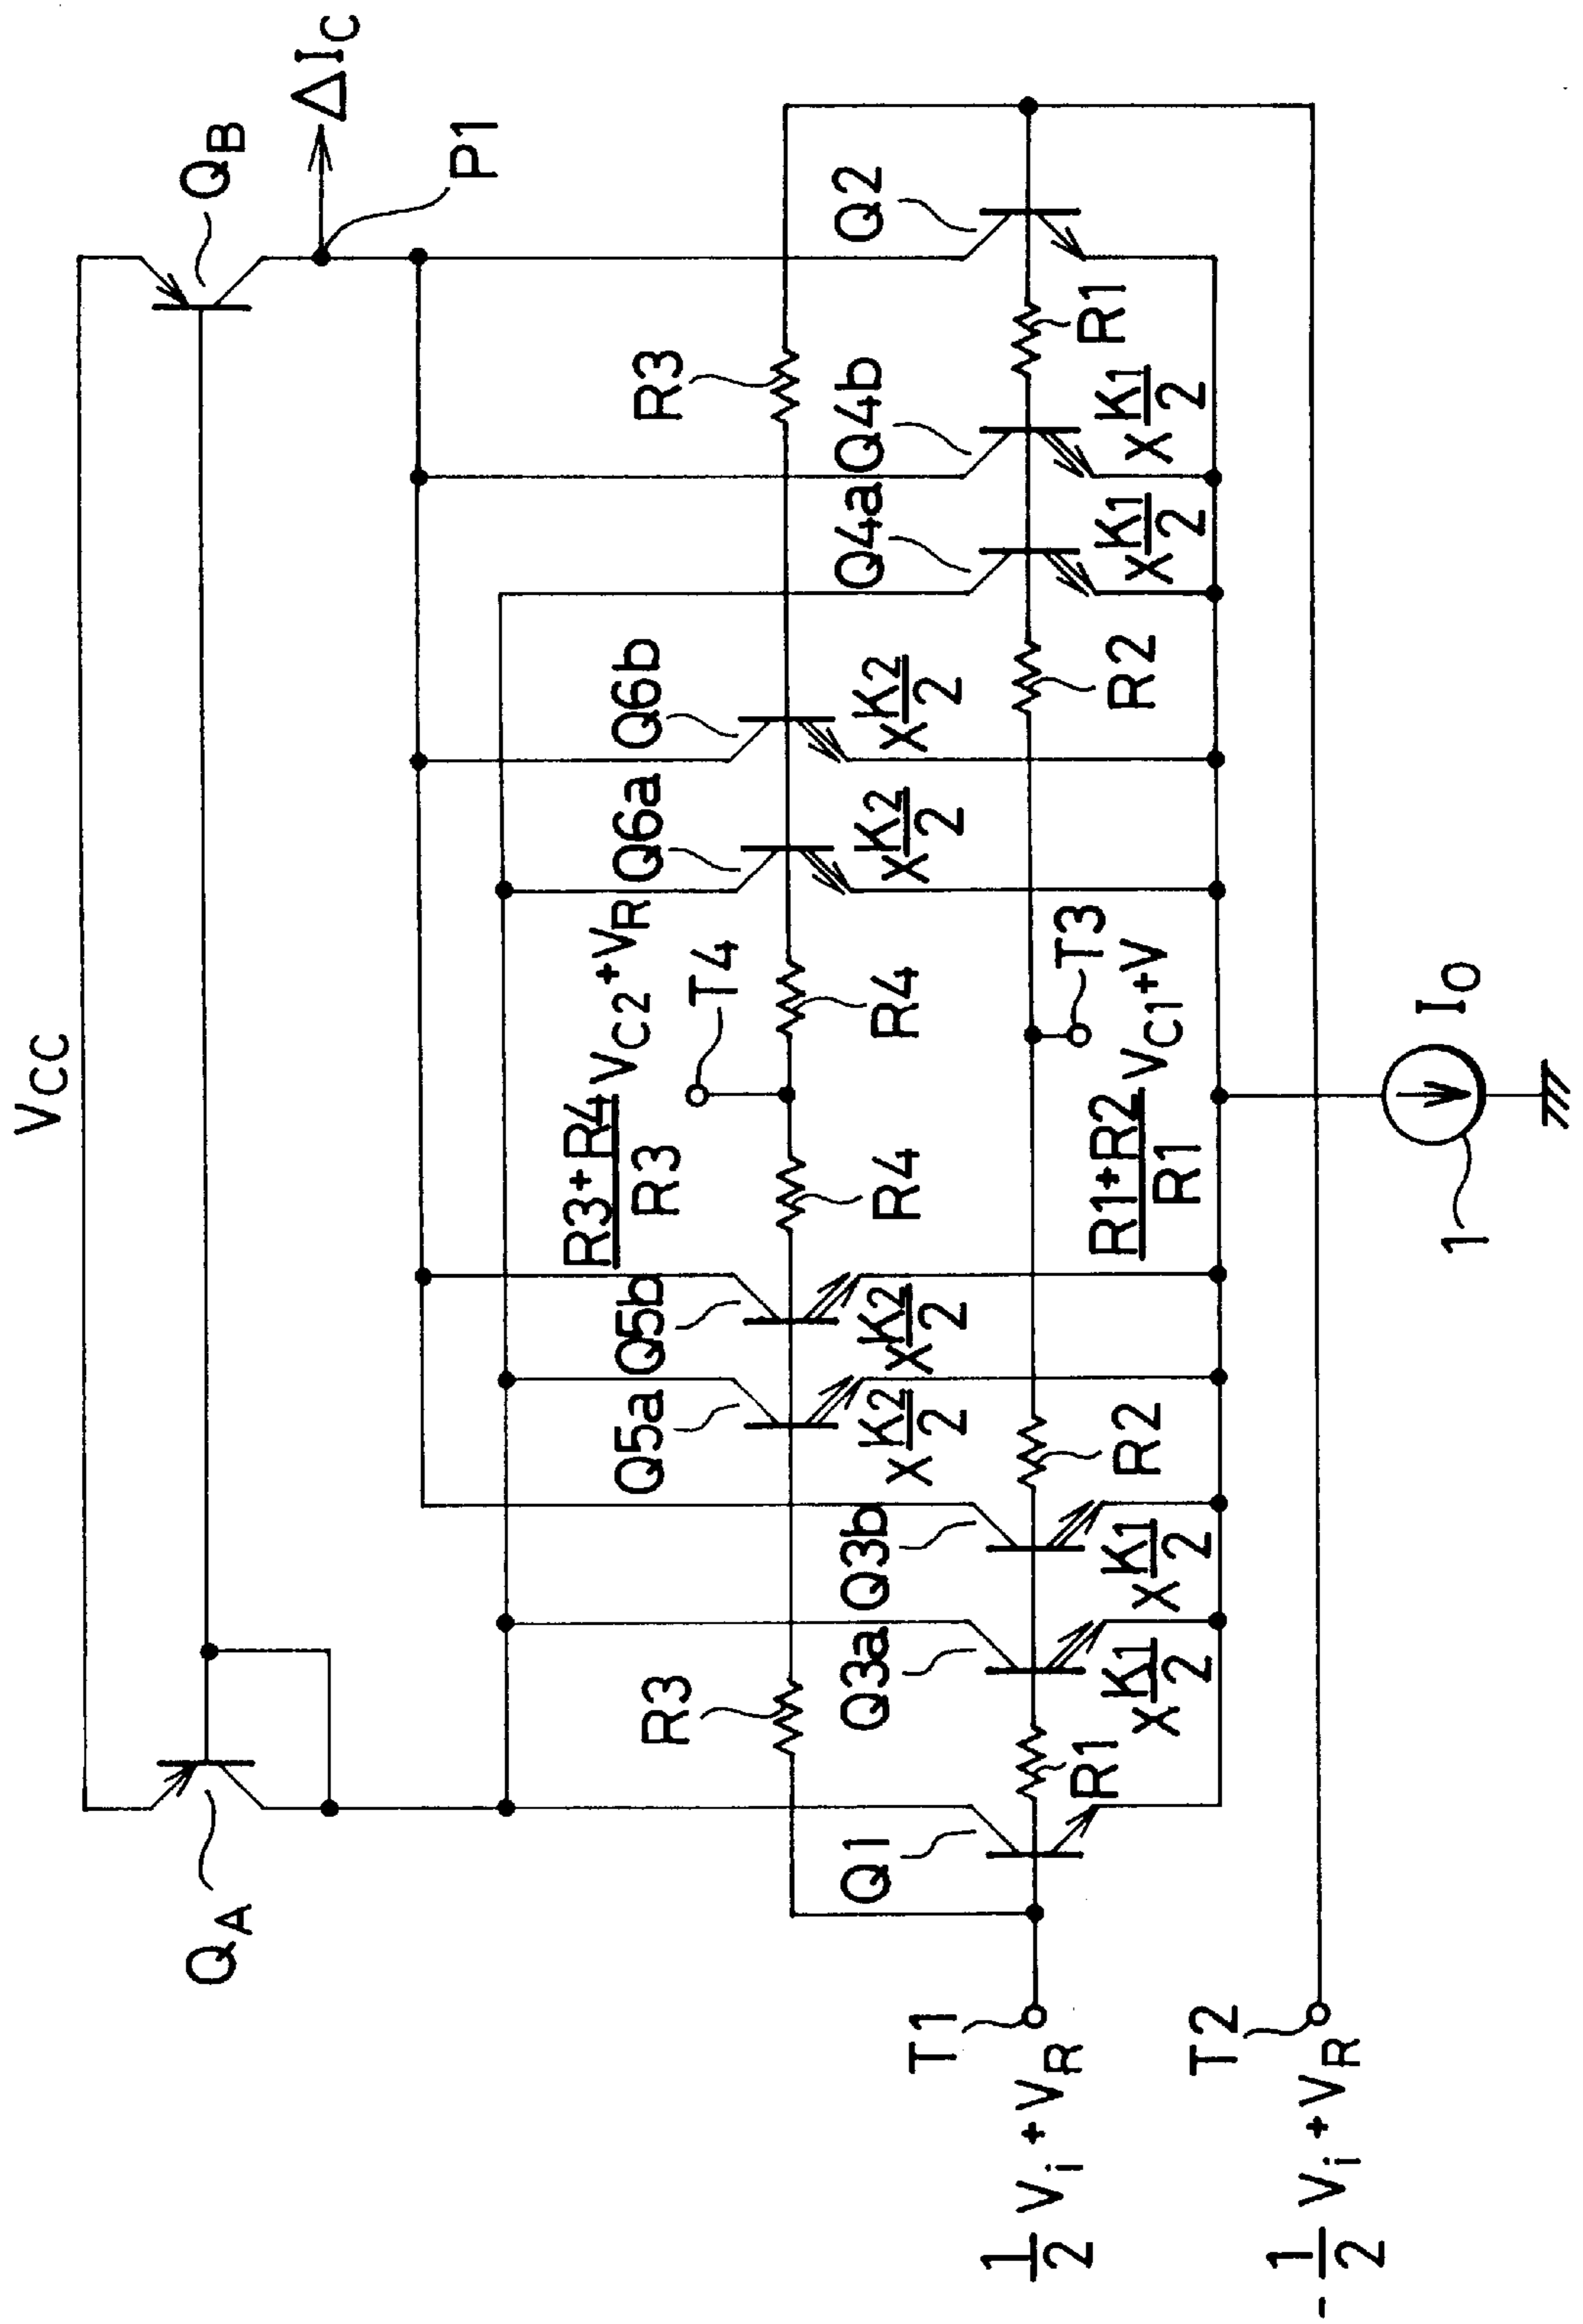 VCC
QA
QB
ΔIC
P1
R3
R3+R4/R3 VC2+VR
T4
R3
Q5a
Q5b
R4
R4
Q6a
Q6b
×K2/2
×K2/2
×K2/2
×K2/2
Q1
Q3a
Q3b
Q4a
Q4b
Q2
R1
R2
T3
R2
R1
×K1/2
×K1/2
R1+R2/R1 VC1+V
×K1/2
×K1/2
T1
1/2 Vi+VR
T2
-1/2 Vi+VR
1
IO